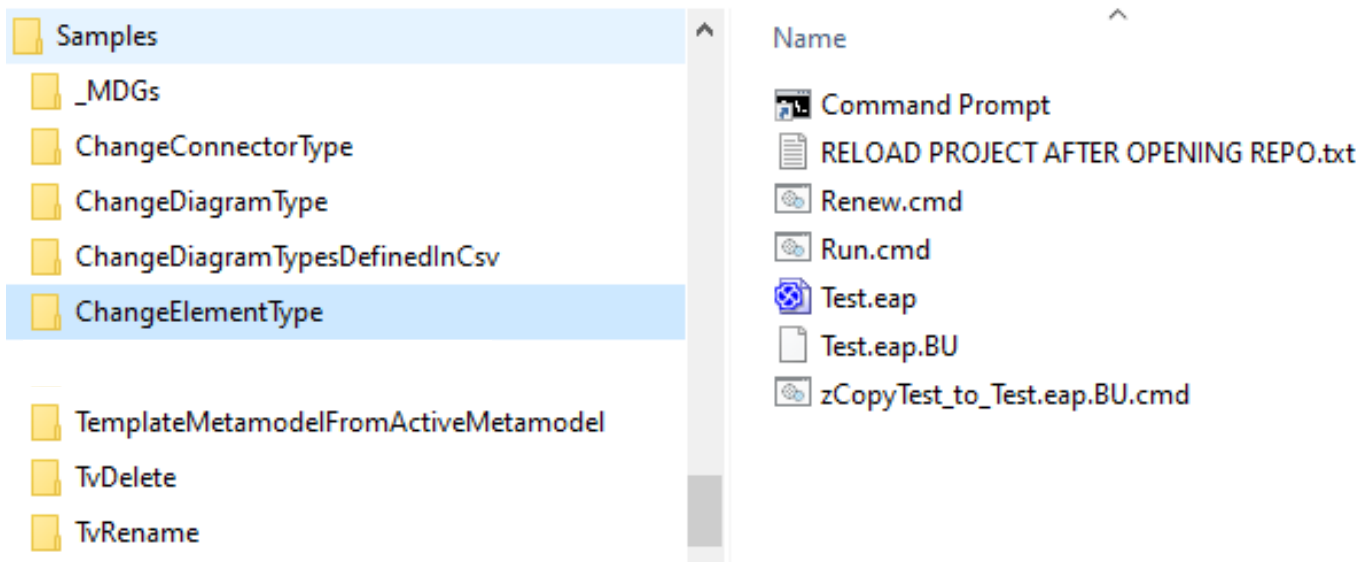 Samples
_MDGs
ChangeConnectorType
ChangeDiagramType
ChangeDiagramTypesDefinedInCsv
ChangeElementType
TemplateMetamodelFromActiveMetamodel
TvDelete
TvRename
Name
Command Prompt
RELOAD PROJECT AFTER OPENING REPO.txt
Renew.cmd
Run.cmd
Test.eap
Test.eap.BU
zCopyTest_to_Test.eap.BU.cmd